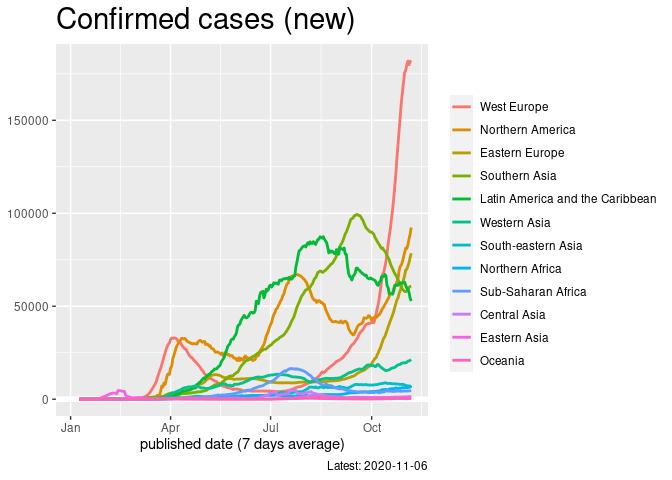 Confirmed cases (new)
150000
100000
50000
0
Jan
Apr
Jul
Oct
published date (7 days average)
Latest: 2020-11-06
West Europe
Northern America
Eastern Europe
Southern Asia
Latin America and the Caribbean
Western Asia
South-eastern Asia
Northern Africa
Sub-Saharan Africa
Central Asia
Eastern Asia
Oceania